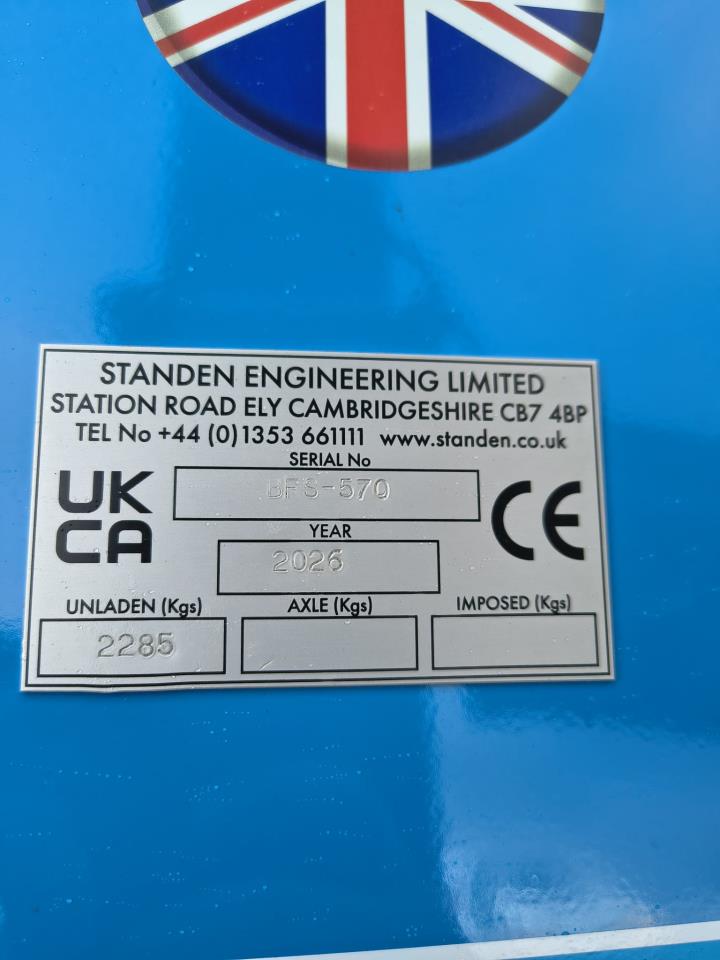 STANDEN ENGINEERING LIMITED
STATION ROAD ELY CAMBRIDGESHIRE CB7 4BP
TEL No +44 (0)1353 661111 www.standen.co.uk
SERIAL No
UK
CA
BFS-570
CE
YEAR
2026
UNLADEN (Kgs) AXLE (Kgs) IMPOSED (Kgs)
2285